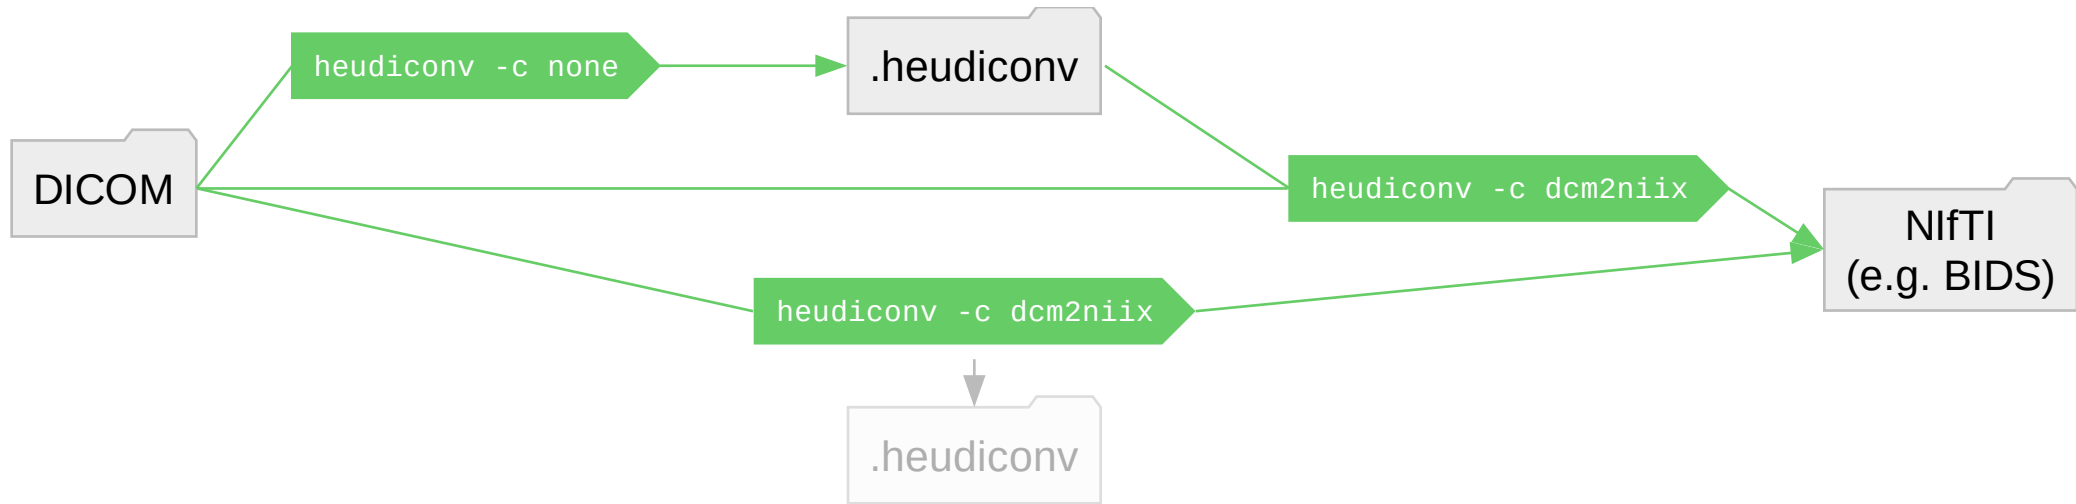 heudiconv -c none
.heudiconv
DICOM
heudiconv -c dcm2niix
NIfTI
(e.g. BIDS)
heudiconv -c dcm2niix
.heudiconv